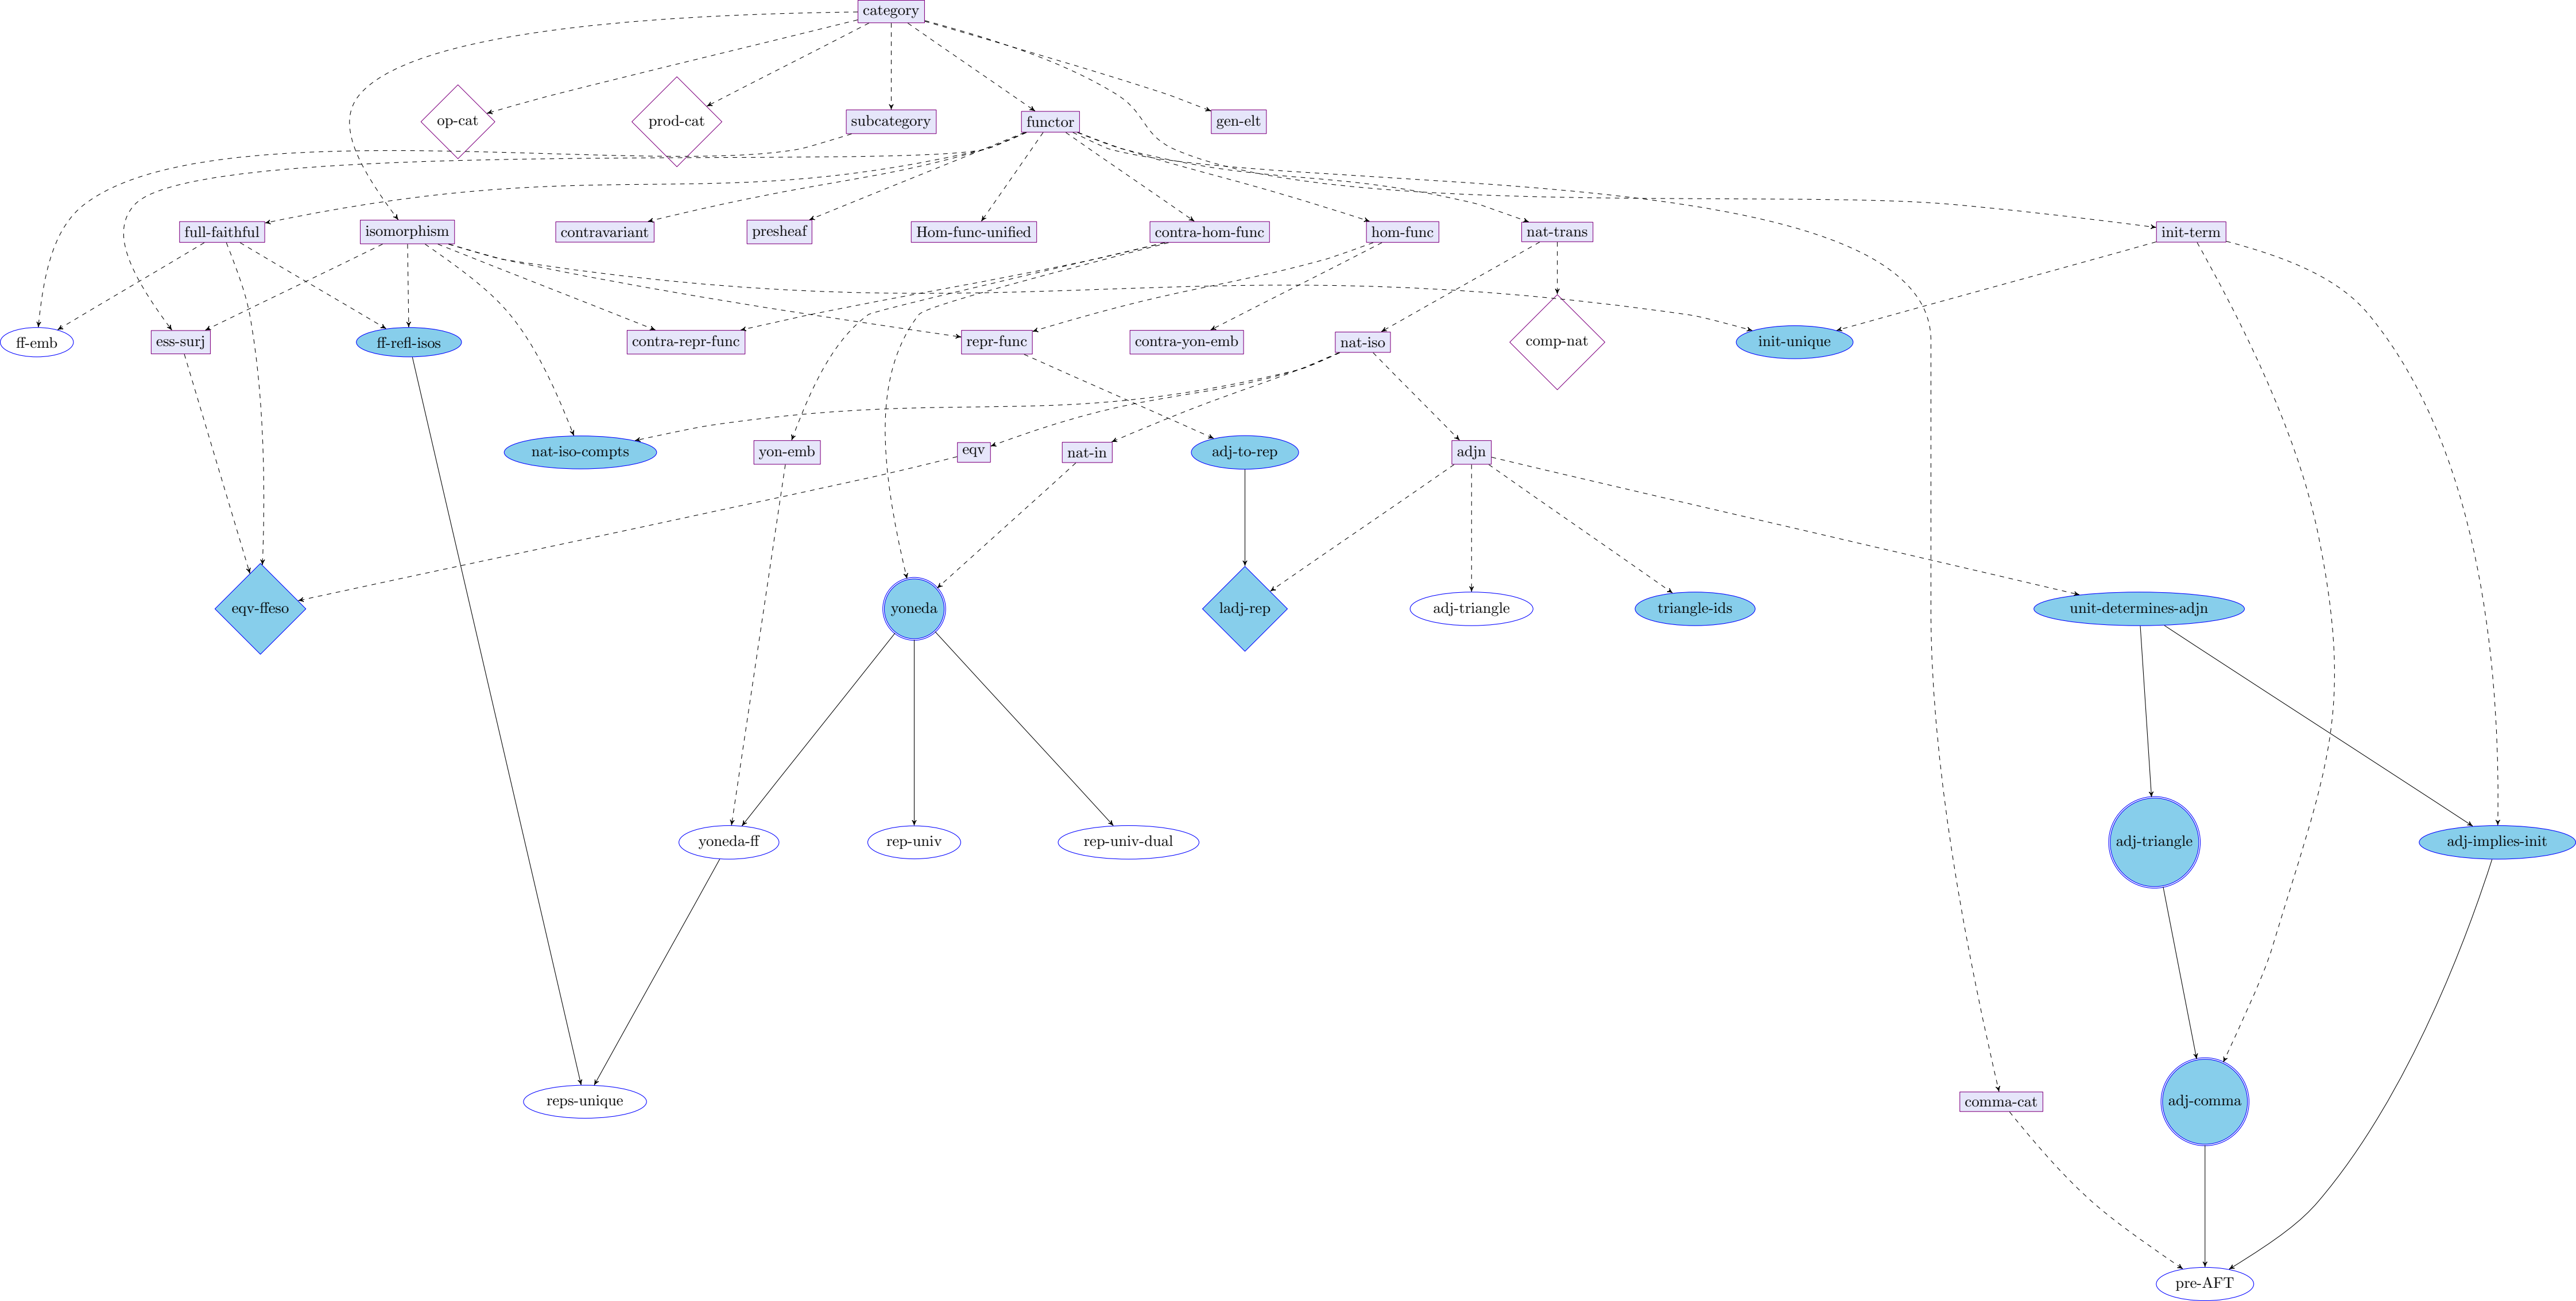 category
op-cat
prod-cat
subcategory
functor
gen-elt
full-faithful
isomorphism
contravariant
presheaf
Hom-func-unified
contra-hom-func
hom-func
nat-trans
init-term
ff-emb
ess-surj
ff-refl-isos
contra-repr-func
repr-func
contra-yon-emb
nat-iso
comp-nat
init-unique
nat-iso-compts
yon-emb
eqv
nat-in
adj-to-rep
adjn
eqv-ffeso
yoneda
ladj-rep
adj-triangle
triangle-ids
unit-determines-adjn
yoneda-ff
rep-univ
rep-univ-dual
adj-triangle
adj-implies-init
reps-unique
comma-cat
adj-comma
pre-AFT